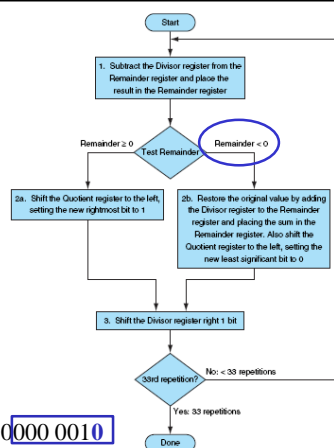 Start
1. Subtract the Divisor register from the
Remainder register and place the
result in the Remainder register
Remainder ≥ 0
Test Remainder
Remainder < 0
2a. Shift the Quotient register to the left,
setting the new rightmost bit to 1
2b. Restore the original value by adding
the Divisor register to the Remainder
register and placing the sum in the
Remainder register. Also shift the
Quotient register to the left, setting the
new least significant bit to 0
3. Shift the Divisor register right 1 bit
33rd repetition?
No: < 33 repetitions
Yes: 33 repetitions
0000 0010
Done